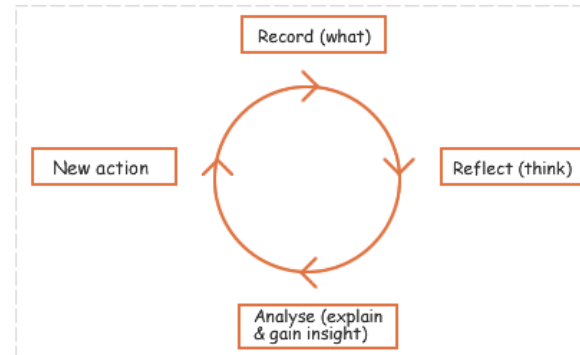 Record (what)
New action
Reflect (think)
Analyse (explain
& gain insight)